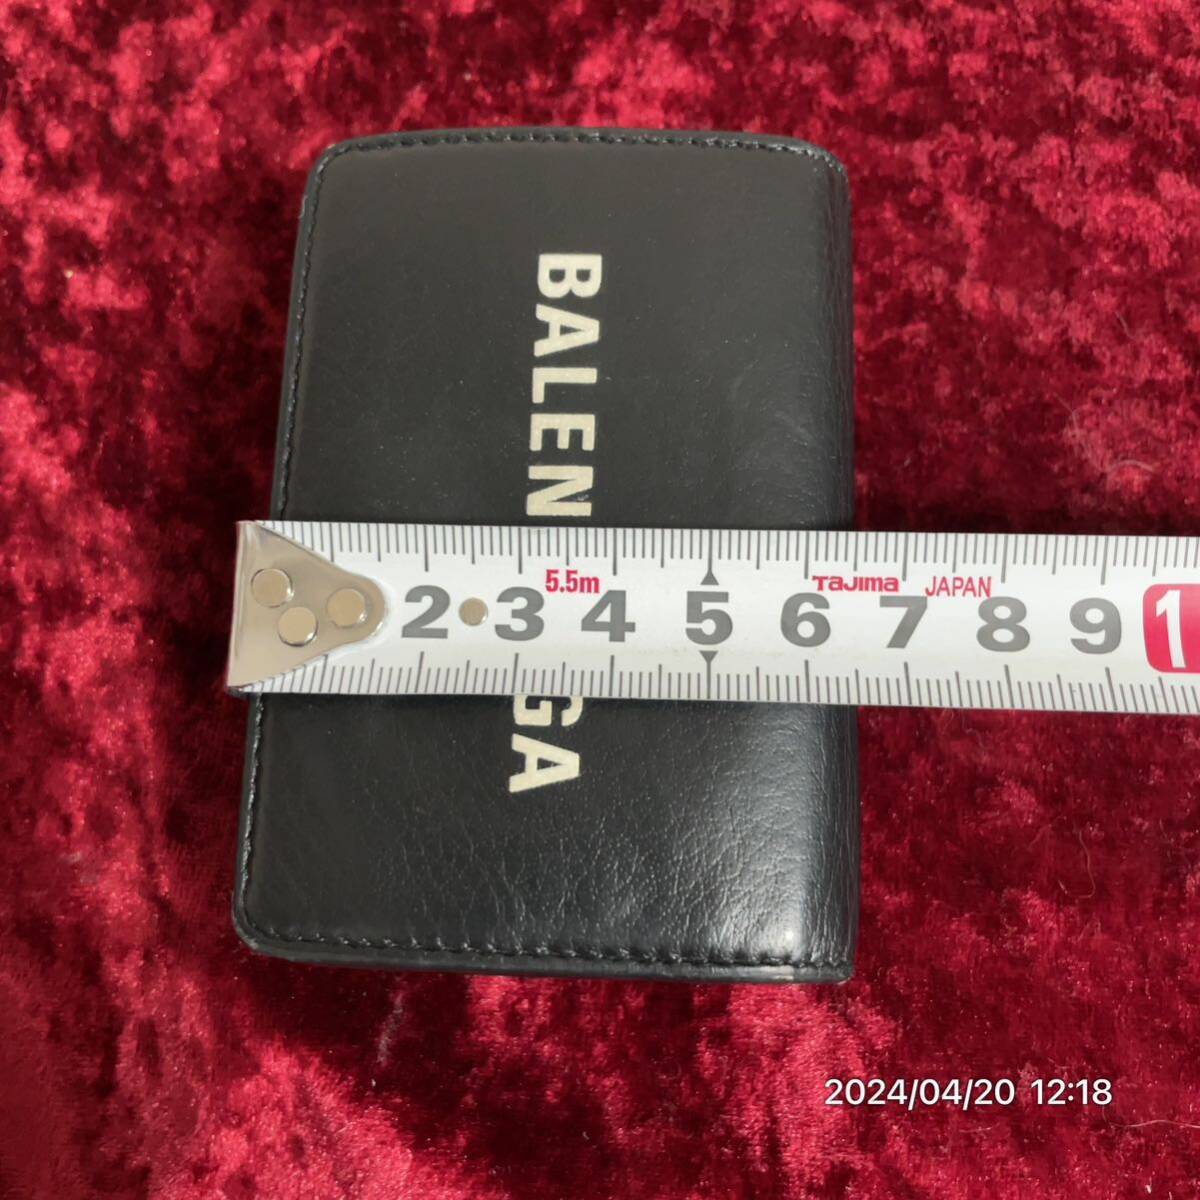 BALEN
GA
5.5m
TAJIMA JAPAN
2 3 4 5 6 7 8 9 1
2024/04/20 12:18